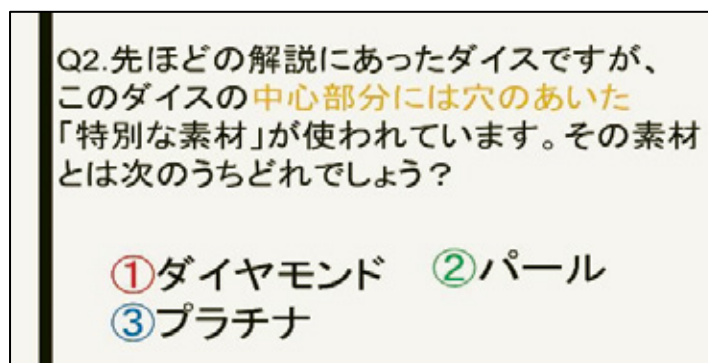 Q2.先ほどの解説にあったダイスですが、
このダイスの中心部分には穴のあいた
「特別な素材」が使われています。その素材
とは次のうちどれでしょう？
①ダイヤモンド ②パール
③プラチナ